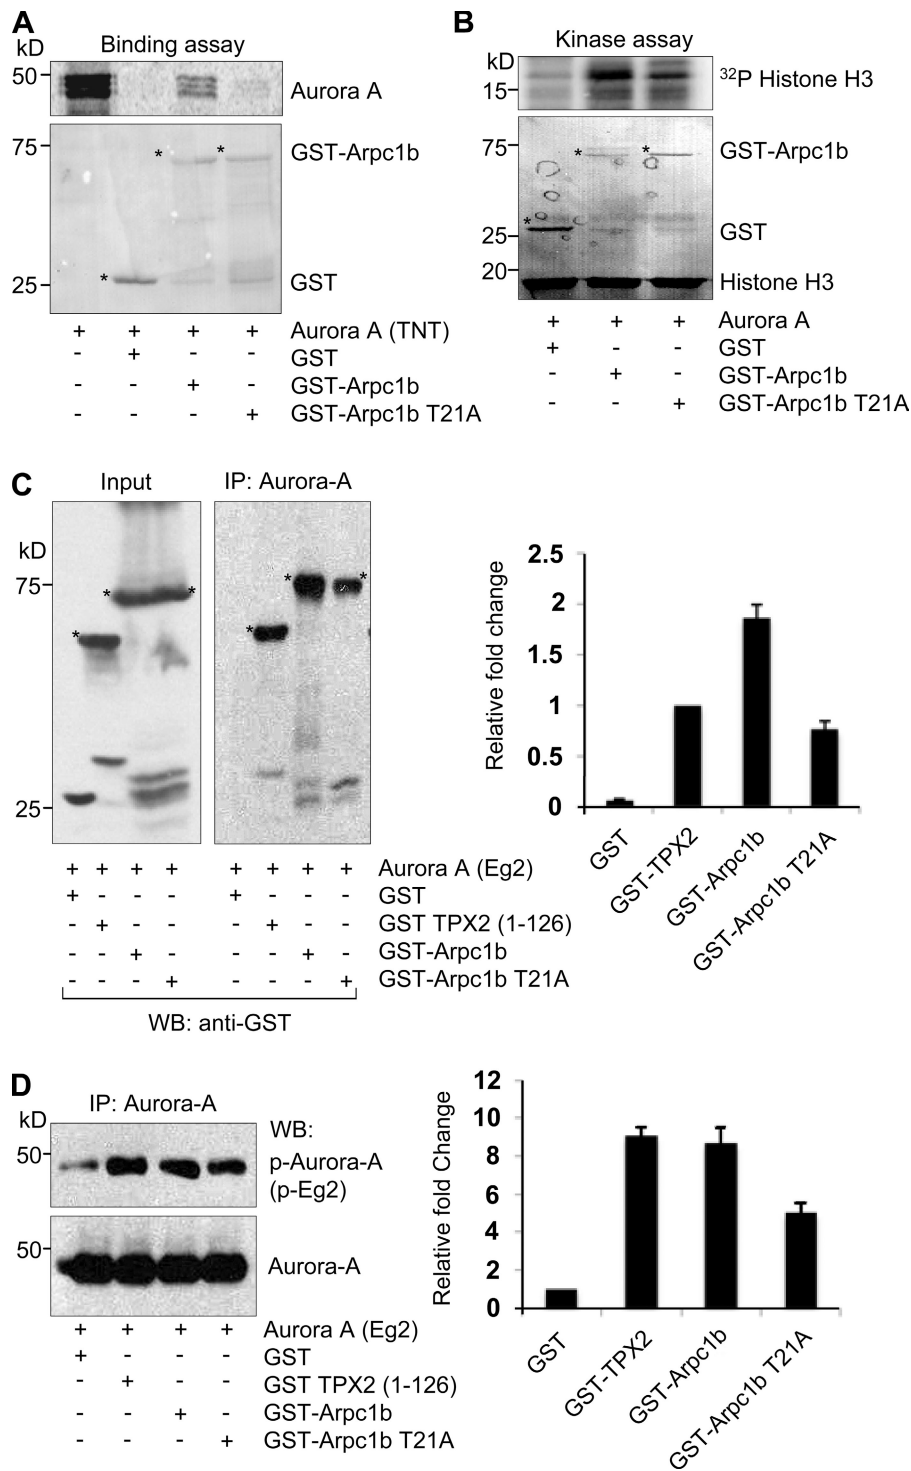 A
kD
Binding assay
50
Aurora A
75
*
*
GST-Arpc1b
*
25
GST
+ + + + Aurora A (TNT)
- + - - GST
- - + - GST-Arpc1b
- - - + GST-Arpc1b T21A
B
Kinase assay
kD
15
32P Histone H3
75
*
*
GST-Arpc1b
*
25
GST
20
Histone H3
+ + + Aurora A
+ - - GST
- + - GST-Arpc1b
- - + GST-Arpc1b T21A
C
Input
IP: Aurora-A
kD
75
* *
* *
*
*
25
+ + + + + + + + Aurora A (Eg2)
+ - - - + - - - GST
- + - - - + - - GST TPX2 (1-126)
- - + - - - + - GST-Arpc1b
- - - + - - - + GST-Arpc1b T21A
WB: anti-GST
Relative fold change
2.5
2
1.5
1
0.5
0
GST
GST-TPX2
GST-Arpc1b
GST-Arpc1b T21A
D
IP: Aurora-A
kD
WB:
50
p-Aurora-A
(p-Eg2)
50
Aurora-A
+ + + + Aurora A (Eg2)
+ - - - GST
- + - - GST TPX2 (1-126)
- - + - GST-Arpc1b
- - - + GST-Arpc1b T21A
Relative fold Change
12
10
8
6
4
2
0
GST
GST-TPX2
GST-Arpc1b
GST-Arpc1b T21A